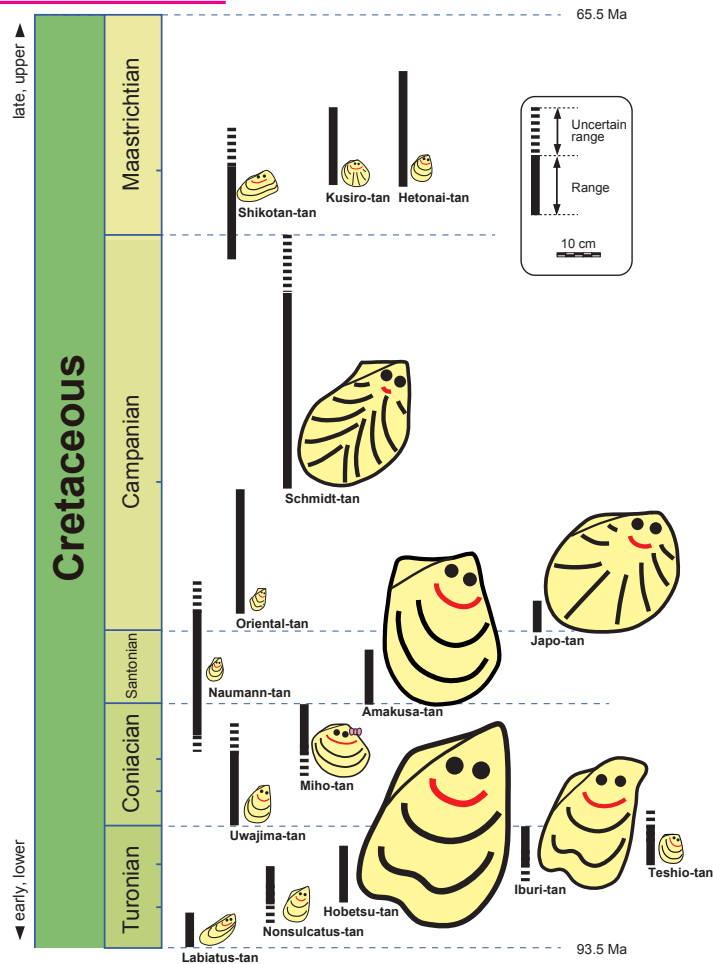 65.5 Ma
late, upper
Cretaceous
Maastrichtian
Campanian
Santonian
Coniacian
Turonian
early, lower
Uncertain
range
Range
10 cm
Shikotan-tan
Kusiro-tan
Hetonai-tan
Schmidt-tan
Oriental-tan
Japo-tan
Naumann-tan
Amakusa-tan
Miho-tan
Uwajima-tan
Teshio-tan
Iburi-tan
Hobetsu-tan
Nonsulcatus-tan
Labiatus-tan
93.5 Ma